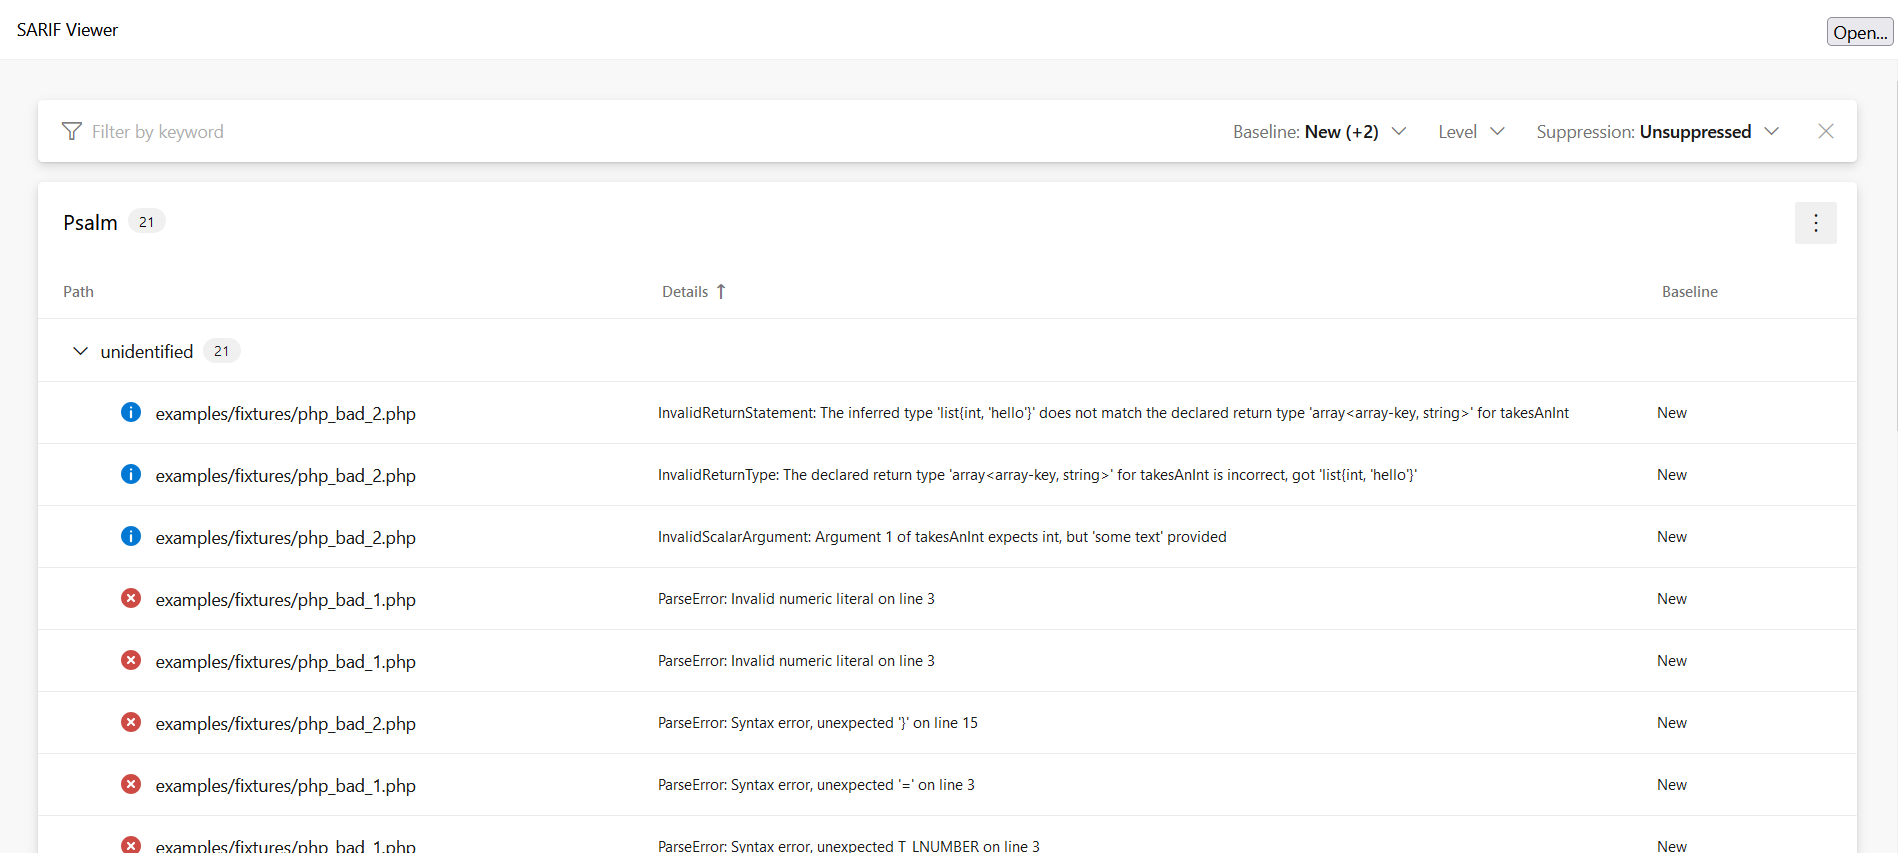 SARIF Viewer
Open...
Filter by keyword
Baseline: New (+2)
Level
Suppression: Unsuppressed
Psalm 21
Path Details Baseline
unidentified 21
examples/fixtures/php_bad_2.php InvalidReturnStatement: The inferred type 'list{int, 'hello'}' does not match the declared return type 'array<array-key, string>' for takesAnInt New
examples/fixtures/php_bad_2.php InvalidReturnType: The declared return type 'array<array-key, string>' for takesAnInt is incorrect, got 'list{int, 'hello'}' New
examples/fixtures/php_bad_2.php InvalidScalarArgument: Argument 1 of takesAnInt expects int, but 'some text' provided New
examples/fixtures/php_bad_1.php ParseError: Invalid numeric literal on line 3 New
examples/fixtures/php_bad_1.php ParseError: Invalid numeric literal on line 3 New
examples/fixtures/php_bad_2.php ParseError: Syntax error, unexpected '}' on line 15 New
examples/fixtures/php_bad_1.php ParseError: Syntax error, unexpected '=' on line 3 New
examples/fixtures/php_bad_1.php ParseError: Syntax error, unexpected T_LNUMBER on line 3 New